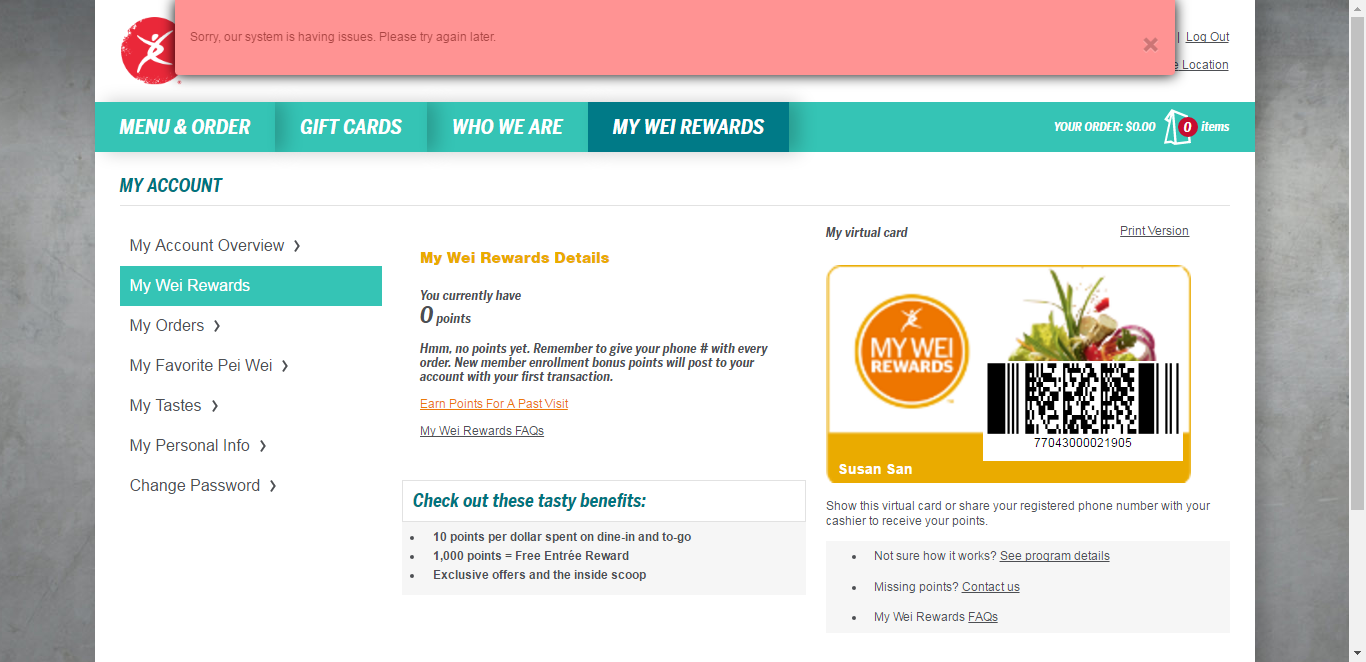 Sorry, our system is having issues. Please try again later.
| Log Out
Location
MENU & ORDER
GIFT CARDS
WHO WE ARE
MY WEI REWARDS
YOUR ORDER: $0.00
0
items
MY ACCOUNT
My Account Overview
My Wei Rewards
My Orders
My Favorite Pei Wei
My Tastes
My Personal Info
Change Password
My Wei Rewards Details
You currently have
0 points
Hmm, no points yet. Remember to give your phone # with every
order. New member enrollment bonus points will post to your
account with your first transaction.
Earn Points For A Past Visit
My Wei Rewards FAQs
Check out these tasty benefits:
• 10 points per dollar spent on dine-in and to-go
• 1,000 points = Free Entrée Reward
• Exclusive offers and the inside scoop
My virtual card
Print Version
MY WEI
REWARDS
™
77043000021905
Susan San
Show this virtual card or share your registered phone number with your
cashier to receive your points.
• Not sure how it works? See program details
• Missing points? Contact us
• My Wei Rewards FAQs